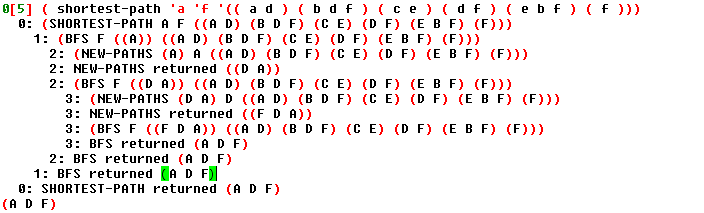 0[5] ( shortest-path 'a 'f '(( a d ) ( b d f ) ( c e ) ( d f ) ( e b f ) ( f )))
0: (SHORTEST-PATH A F ((A D) (B D F) (C E) (D F) (E B F) (F)))
1: (BFS F ((A)) ((A D) (B D F) (C E) (D F) (E B F) (F)))
2: (NEW-PATHS (A) A ((A D) (B D F) (C E) (D F) (E B F) (F)))
2: NEW-PATHS returned ((D A))
2: (BFS F ((D A)) ((A D) (B D F) (C E) (D F) (E B F) (F)))
3: (NEW-PATHS (D A) D ((A D) (B D F) (C E) (D F) (E B F) (F)))
3: NEW-PATHS returned ((F D A))
3: (BFS F ((F D A)) ((A D) (B D F) (C E) (D F) (E B F) (F)))
3: BFS returned (A D F)
2: BFS returned (A D F)
1: BFS returned (A D F)
0: SHORTEST-PATH returned (A D F)
(A D F)